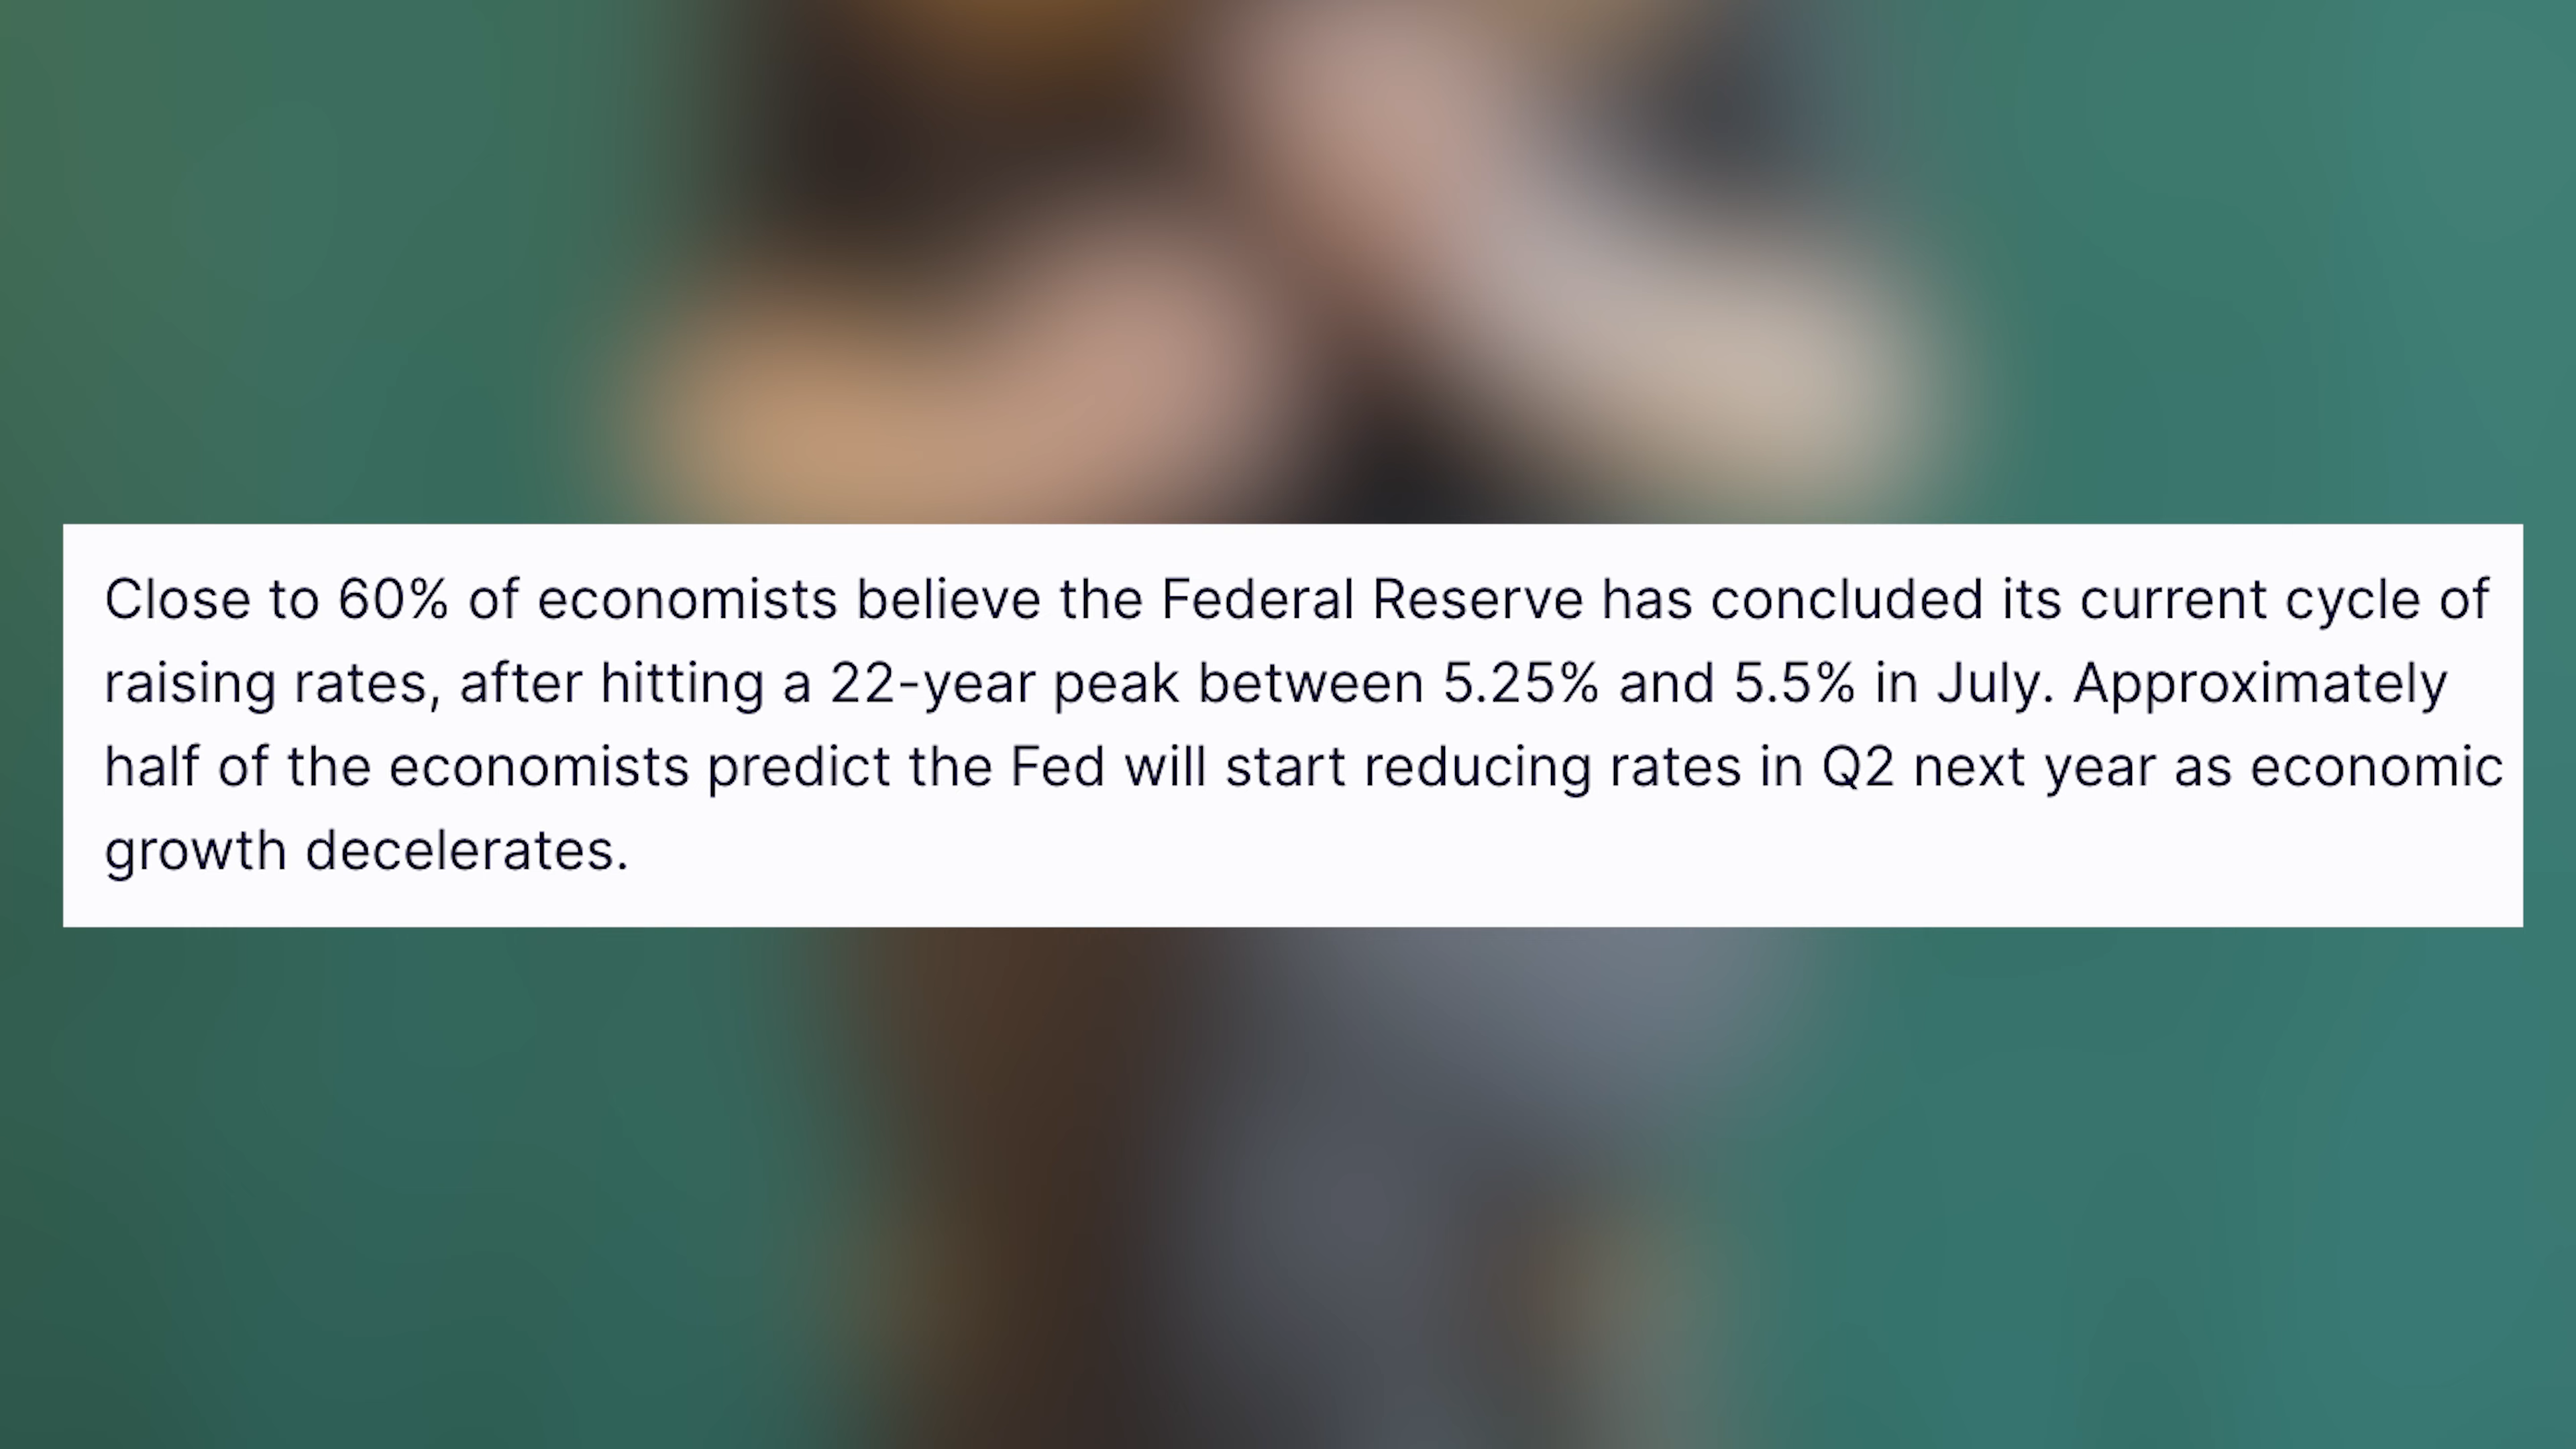 Close to 60% of economists believe the Federal Reserve has concluded its current cycle of
raising rates, after hitting a 22-year peak between 5.25% and 5.5% in July. Approximately
half of the economists predict the Fed will start reducing rates in Q2 next year as economic
growth decelerates.